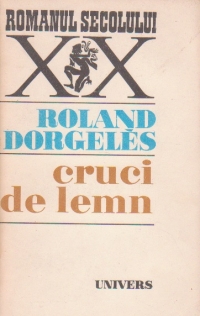 ROMANUL SECOLULUI
XX
ROLAND
DORGELÈS
cruci
de lemn
UNIVERS